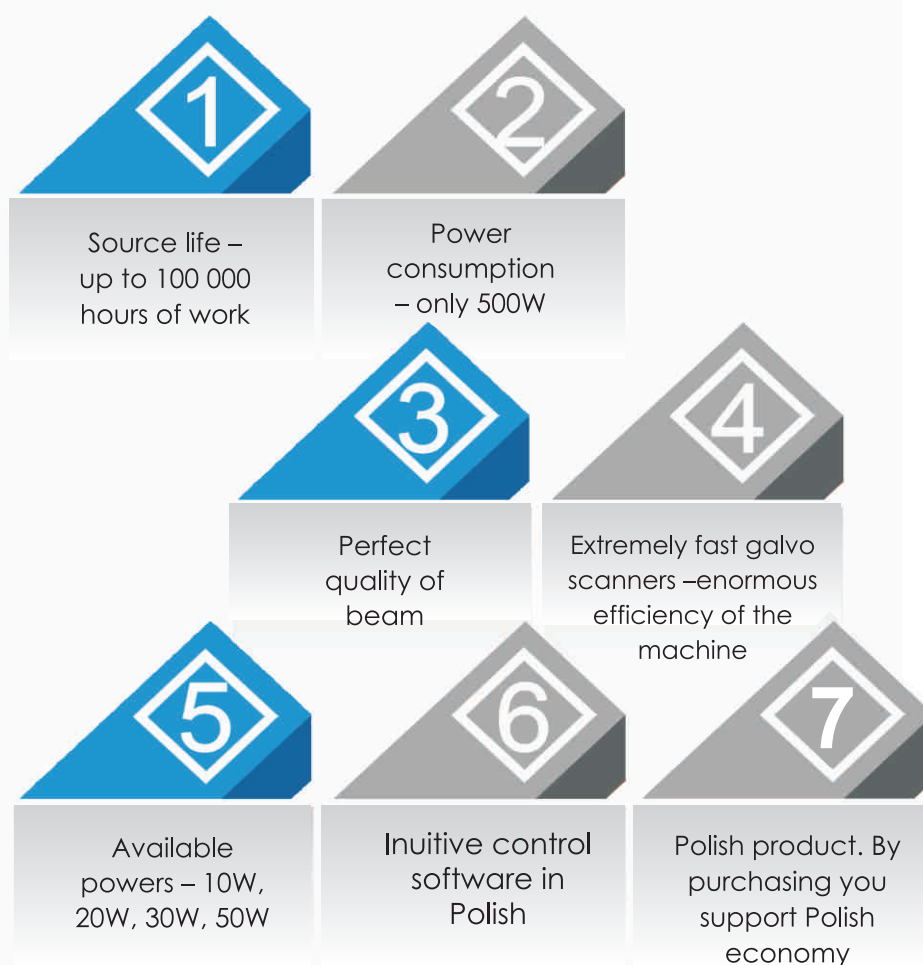 1
Source life –
up to 100 000
hours of work
2
Power
consumption
– only 500W
3
Perfect
quality of
beam
4
Extremely fast galvo
scanners –enormous
efficiency of the
machine
5
Available
powers – 10W,
20W, 30W, 50W
6
Inuitive control
software in
Polish
7
Polish product. By
purchasing you
support Polish
economy